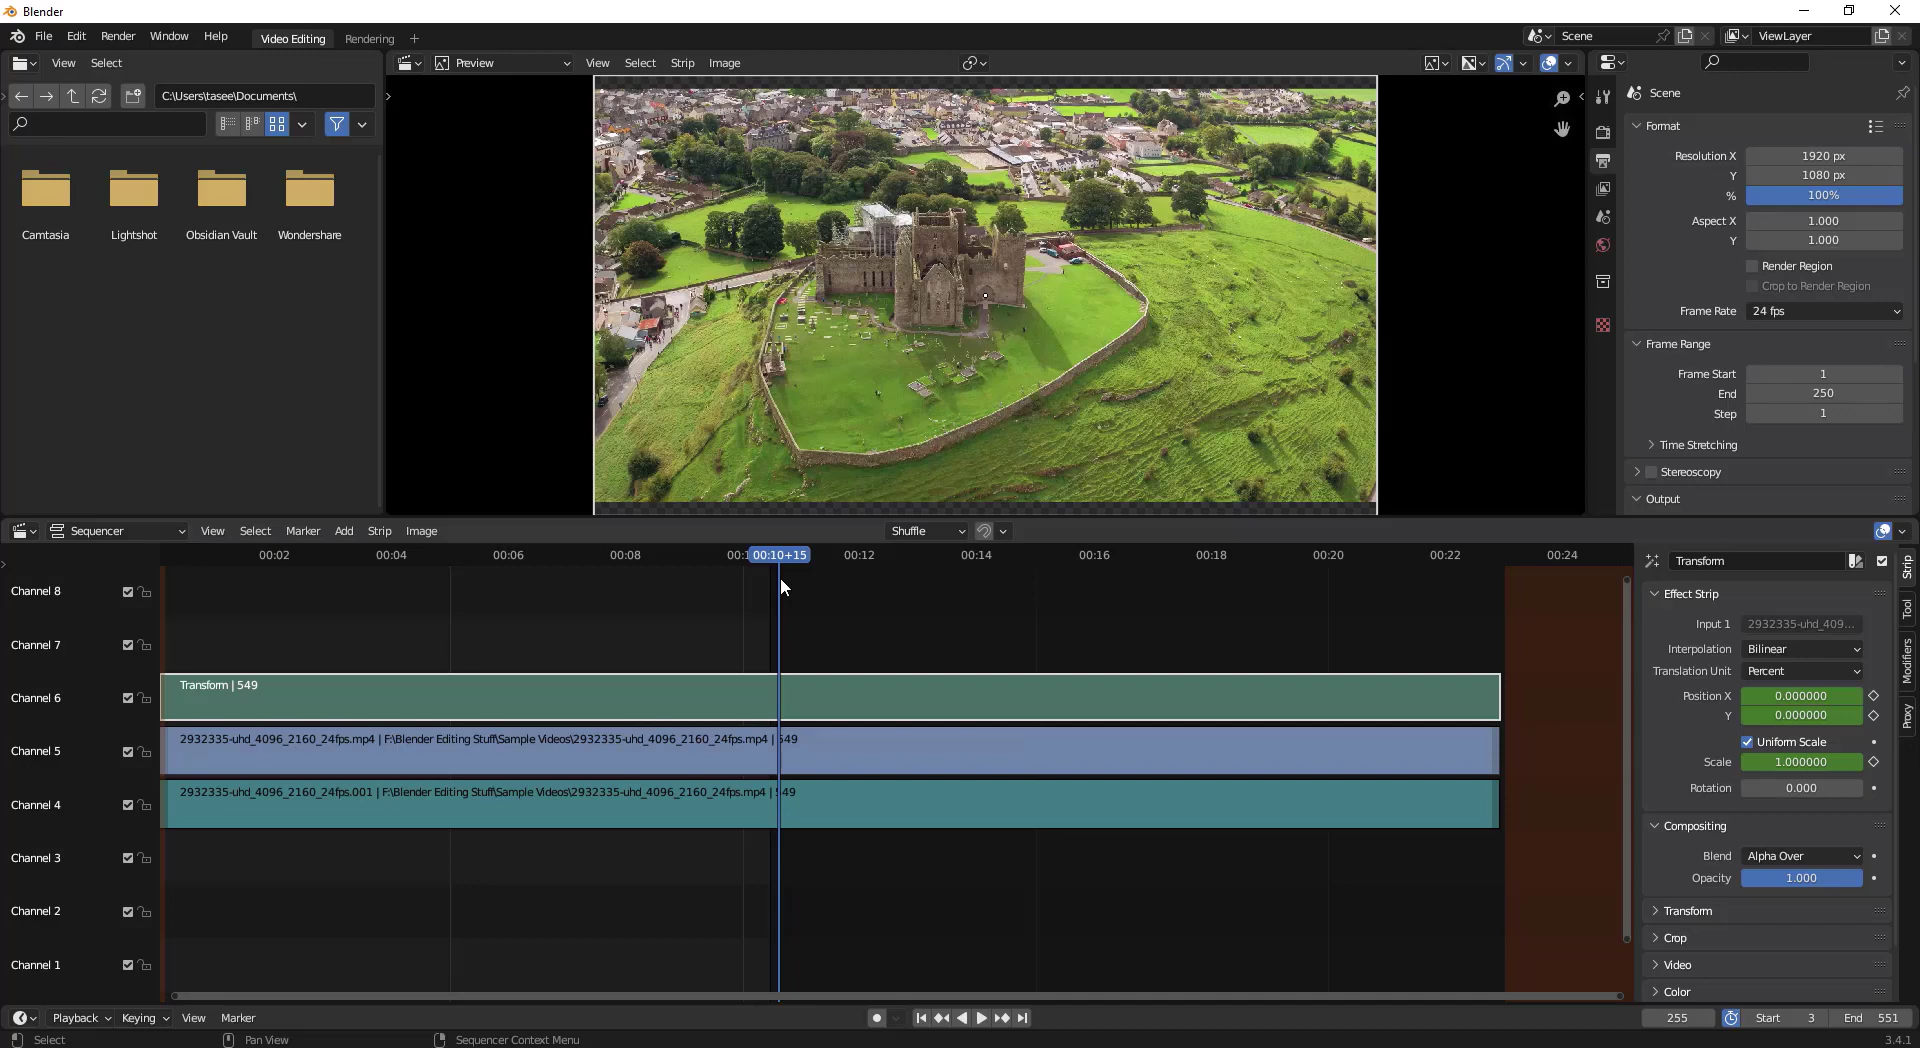 Blender
File Edit Render Window Help Video Editing Rendering + Scene ViewLayer
View Select Preview View Select Strip Image
C:\Users\tasee\Documents\
Camtasia Lightshot Obsidian Vault Wondershare
Scene
Format
Resolution X 1920 px
Y 1080 px
% 100%
Aspect X 1.000
Y 1.000
Render Region
Crop to Render Region
Frame Rate 24 fps
Frame Range
Frame Start 1
End 250
Step 1
Time Stretching
Stereoscopy
Output
Sequencer View Select Marker Add Strip Image Shuffle
00:02 00:04 00:06 00:08 00:1 00:10+15 00:12 00:14 00:16 00:18 00:20 00:22 00:24
Channel 8
Channel 7
Channel 6
Channel 5
Channel 4
Channel 3
Channel 2
Channel 1
Transform | 549
2932335-uhd_4096_2160_24fps.mp4 | F:\Blender Editing Stuff\Sample Videos\2932335-uhd_4096_2160_24fps.mp4 | 549
2932335-uhd_4096_2160_24fps.001 | F:\Blender Editing Stuff\Sample Videos\2932335-uhd_4096_2160_24fps.mp4 | 549
Transform
Effect Strip
Input 1 2932335-uhd_409...
Interpolation Bilinear
Translation Unit Percent
Position X 0.000000
Y 0.000000
Uniform Scale
Scale 1.000000
Rotation 0.000
Compositing
Blend Alpha Over
Opacity 1.000
Transform
Crop
Video
Color
Strip
Tool
Modifiers
Proxy
Playback Keying View Marker 255 Start 3 End 551
Select Pan View Sequencer Context Menu 3.4.1